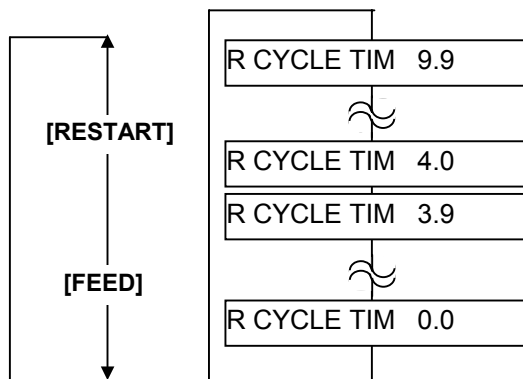 R CYCLE TIM 9.9
[RESTART]
R CYCLE TIM 4.0
R CYCLE TIM 3.9
[FEED]
R CYCLE TIM 0.0